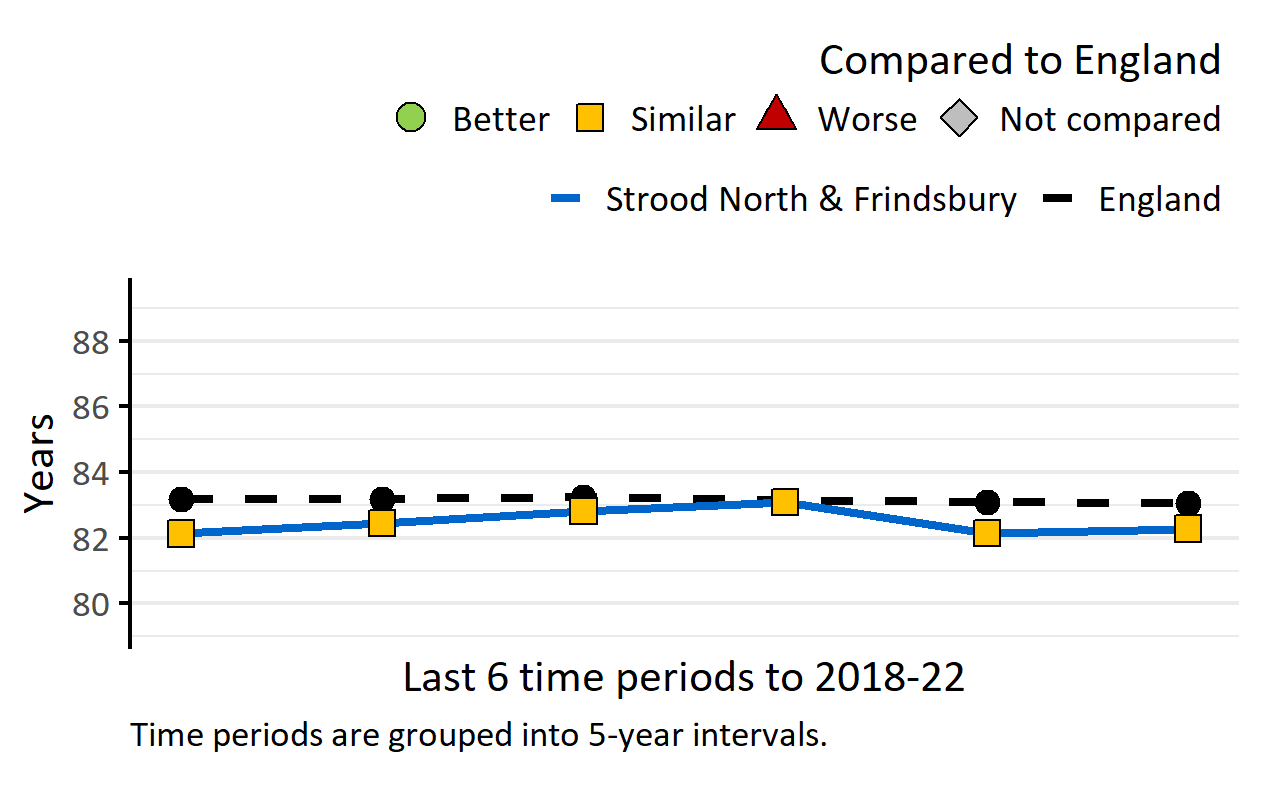 Compared to England
Better Similar Worse Not compared
Strood North & Frindsbury England
Years
88
86
84
82
80
Last 6 time periods to 2018-22
Time periods are grouped into 5-year intervals.